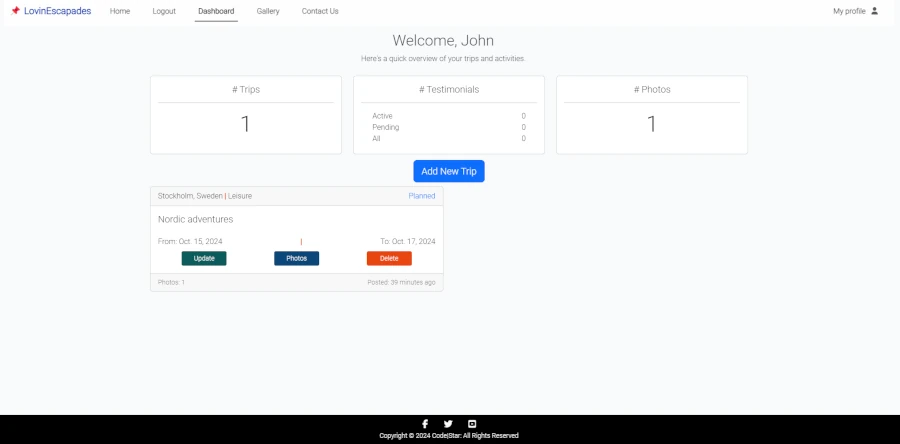 LovinEscapades Home Logout Dashboard Gallery Contact Us My profile
Welcome, John
Here's a quick overview of your trips and activities
# Trips
1
# Testimonials
Active 0
Pending 0
All 0
# Photos
1
Add New Trip
Stockholm, Sweden | Leisure Planned
Nordic adventures
From: Oct. 15, 2024 | To: Oct. 17, 2024
Update Photos Delete
Photos: 1 Posted: 39 minutes ago
Copyright © 2024 Code|Star: All Rights Reserved